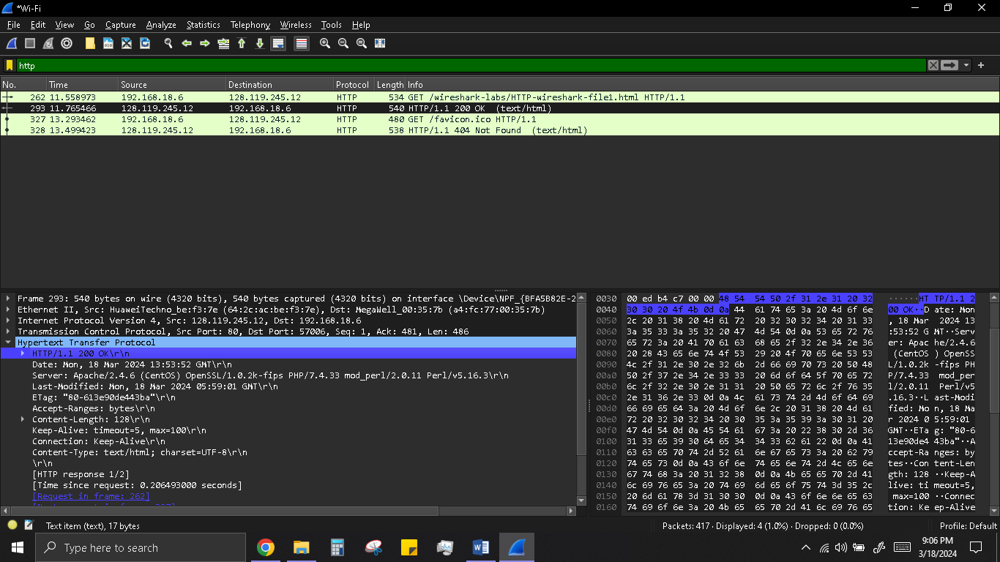 *Wi-Fi
File Edit View Go Capture Analyze Statistics Telephony Wireless Tools Help
http
No. Time Source Destination Protocol Length Info
262 11.558973 192.168.18.6 128.119.245.12 HTTP 534 GET /wireshark-labs/HTTP-wireshark-file1.html HTTP/1.1
293 11.765466 128.119.245.12 192.168.18.6 HTTP 540 HTTP/1.1 200 OK (text/html)
327 13.293462 192.168.18.6 128.119.245.12 HTTP 480 GET /favicon.ico HTTP/1.1
328 13.499423 128.119.245.12 192.168.18.6 HTTP 538 HTTP/1.1 404 Not Found (text/html)
Frame 293: 540 bytes on wire (4320 bits), 540 bytes captured (4320 bits) on interface \Device\NPF_{BFA5B82E-2
Ethernet II, Src: HuaweiTechno_be:f3:7e (64:2c:ac:be:f3:7e), Dst: MegaWell_00:35:7b (a4:fc:77:00:35:7b)
Internet Protocol Version 4, Src: 128.119.245.12, Dst: 192.168.18.6
Transmission Control Protocol, Src Port: 80, Dst Port: 57006, Seq: 1, Ack: 481, Len: 486
Hypertext Transfer Protocol
HTTP/1.1 200 OK\r\n
Date: Mon, 18 Mar 2024 13:53:52 GMT\r\n
Server: Apache/2.4.6 (CentOS) OpenSSL/1.0.2k-fips PHP/7.4.33 mod_perl/2.0.11 Perl/v5.16.3\r\n
Last-Modified: Mon, 18 Mar 2024 05:59:01 GMT\r\n
ETag: "80-613e90de443ba"\r\n
Accept-Ranges: bytes\r\n
Content-Length: 128\r\n
Keep-Alive: timeout=5, max=100\r\n
Connection: Keep-Alive\r\n
Content-Type: text/html; charset=UTF-8\r\n
\r\n
[HTTP response 1/2]
[Time since request: 0.206493000 seconds]
[Request in frame: 262]
0030 00 ed b4 c7 00 00 48 54 54 50 2f 31 2e 31 20 32 ······HT TP/1.1 2
0040 30 30 20 4f 4b 0d 0a 44 61 74 65 3a 20 4d 6f 6e 00 OK··D ate: Mon
0050 2c 20 31 38 20 4d 61 72 20 32 30 32 34 20 31 33 , 18 Mar 2024 13
0060 3a 35 33 3a 35 32 20 47 4d 54 0d 0a 53 65 72 76 :53:52 G MT··Serv
0070 65 72 3a 20 41 70 61 63 68 65 2f 32 2e 34 2e 36 er: Apac he/2.4.6
0080 20 28 43 65 6e 74 4f 53 29 20 4f 70 65 6e 53 53 (CentOS ) OpenSS
0090 4c 2f 31 2e 30 2e 32 6b 2d 66 69 70 73 20 50 48 L/1.0.2k -fips PH
00a0 50 2f 37 2e 34 2e 33 33 20 6d 6f 64 5f 70 65 72 P/7.4.33 mod_per
00b0 6c 2f 32 2e 30 2e 31 31 20 50 65 72 6c 2f 76 35 l/2.0.11 Perl/v5
00c0 2e 31 36 2e 33 0d 0a 4c 61 73 74 2d 4d 6f 64 69 .16.3··L ast-Modi
00d0 66 69 65 64 3a 20 4d 6f 6e 2c 20 31 38 20 4d 61 fied: Mo n, 18 Ma
00e0 72 20 32 30 32 34 20 30 35 3a 35 39 3a 30 31 20 r 2024 0 5:59:01
00f0 47 4d 54 0d 0a 45 54 61 67 3a 20 22 38 30 2d 36 GMT··ETa g: "80-6
0100 31 33 65 39 30 64 65 34 34 33 62 61 22 0d 0a 41 13e90de4 43ba"··A
0110 63 63 65 70 74 2d 52 61 6e 67 65 73 3a 20 62 79 ccept-Ra nges: by
0120 74 65 73 0d 0a 43 6f 6e 74 65 6e 74 2d 4c 65 6e tes··Con tent-Len
0130 67 74 68 3a 20 31 32 38 0d 0a 4b 65 65 70 2d 41 gth: 128 ··Keep-A
0140 6c 69 76 65 3a 20 74 69 6d 65 6f 75 74 3d 35 2c live: ti meout=5,
0150 20 6d 61 78 3d 31 30 30 0d 0a 43 6f 6e 6e 65 63 max=100 ··Connec
0160 74 69 6f 6e 3a 20 4b 65 65 70 2d 41 6c 69 76 65 tion: Ke ep-Alive
Text item (text), 17 bytes Packets: 417 · Displayed: 4 (1.0%) · Dropped: 0 (0.0%) Profile: Default
Type here to search
9:06 PM
3/18/2024